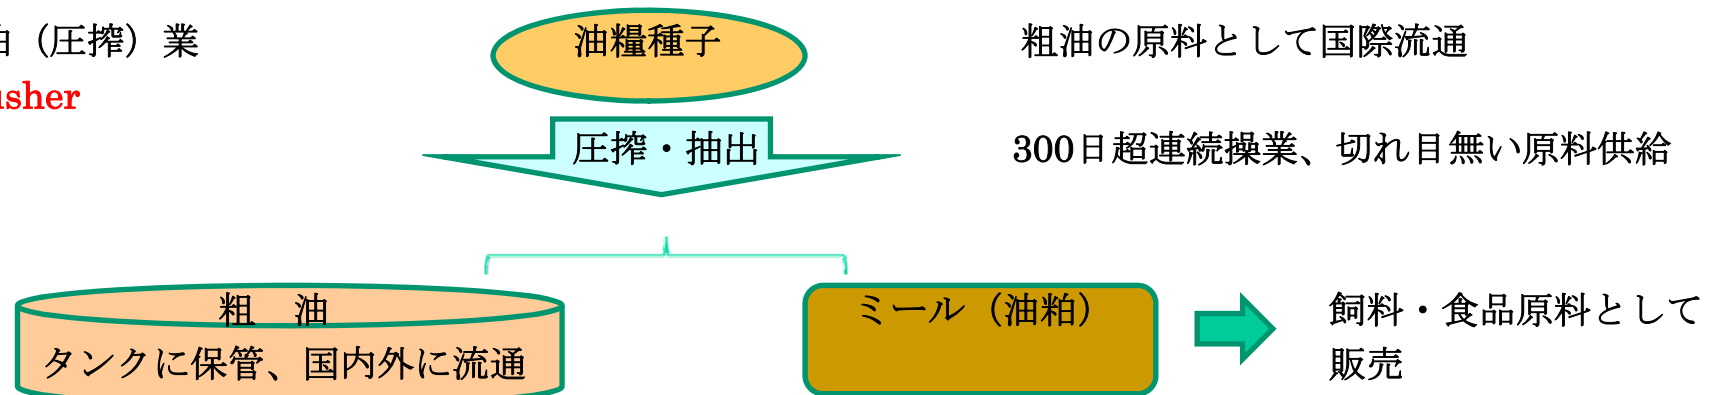 （圧搾）業
油糧種子
粗油の原料として国際流通
圧搾・抽出
300日超連続操業、切れ目無い原料供給
粗　油
タンクに保管、国内外に流通
ミール（油粕）
飼料・食品原料として
販売